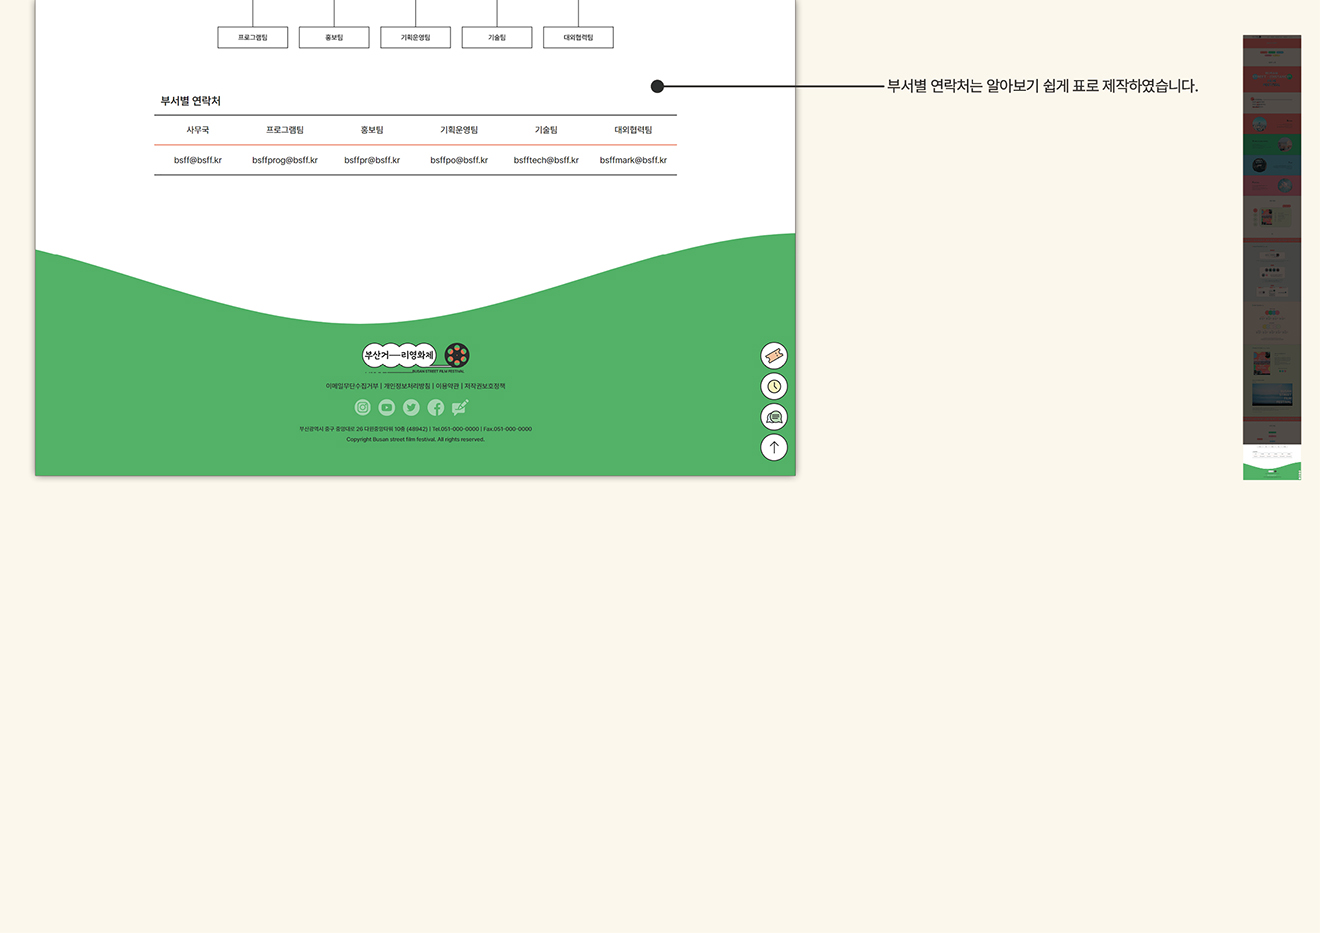 프로그램팀 홍보팀 기획운영팀 기술팀 대외협력팀
부서별 연락처는 알아보기 쉽게 표로 제작하였습니다.
부서별 연락처
사무국 프로그램팀 홍보팀 기획운영팀 기술팀 대외협력팀
bsff@bsff.kr bsffprog@bsff.kr bsffpr@bsff.kr bsffpo@bsff.kr bsfftech@bsff.kr bsffmark@bsff.kr
부산거—리영화제
BUSAN STREET FILM FESTIVAL
이메일무단수집거부 | 개인정보처리방침 | 이용약관 | 저작권보호정책
부산광역시 중구 중앙대로 26 다원중앙타워 10층 (48942) | Tel.051-000-0000 | Fax.051-000-0000
Copyright Busan street film festival. All rights reserved.